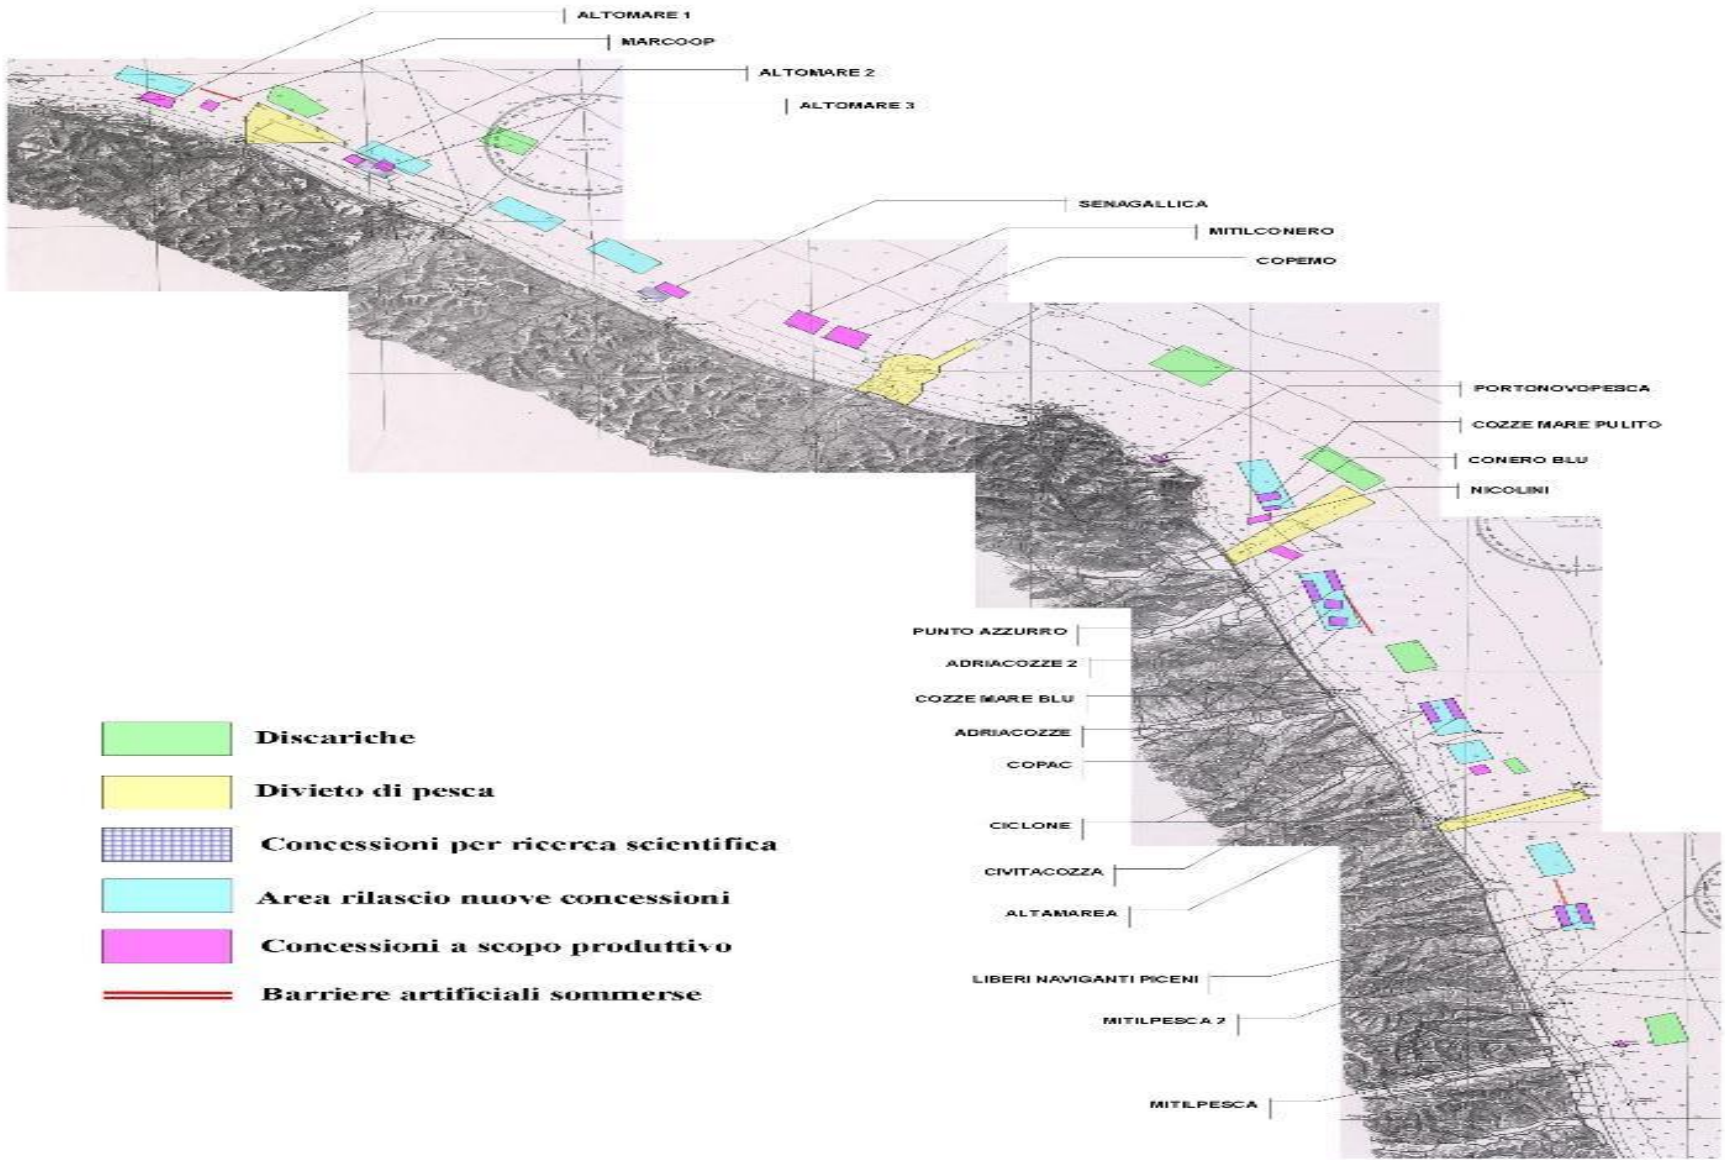 ALTOMARE 1
MARCOOP
ALTOMARE 2
ALTOMARE 3
SENAGALLICA
MITILCONERO
COPEMO
PORTONOVOPESCA
COZZE MARE PULITO
CONERO BLU
NICOLINI
PUNTO AZZURRO
ADRIACOZZE 2
COZZE MARE BLU
ADRIACOZZE
COPAC
CICLONE
CIVITACOZZA
ALTAMAREA
LIBERI NAVIGANTI PICENI
MITILPESCA 2
MITILPESCA
Discariche
Divieto di pesca
Concessioni per ricerca scientifica
Area rilascio nuove concessioni
Concessioni a scopo produttivo
Barriere artificiali sommerse